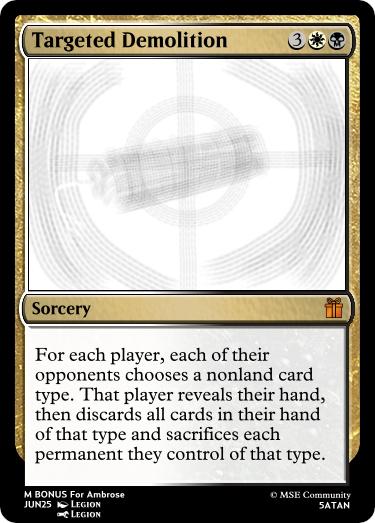 Targeted Demolition 3
Sorcery
For each player, each of their
opponents chooses a nonland card
type. That player reveals their hand,
then discards all cards in their hand
of that type and sacrifices each
permanent they control of that type.
M BONUS For Ambrose © MSE Community
JUN25 Legion 5ATAN
Legion